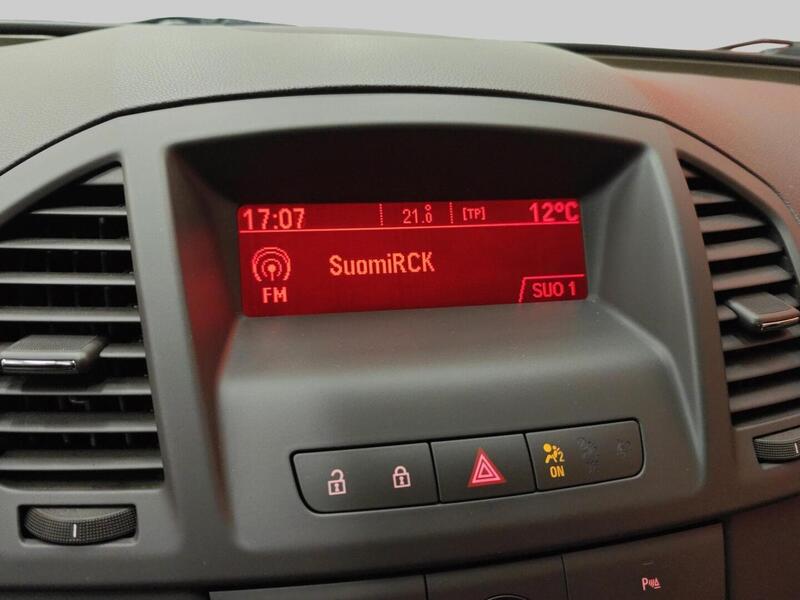 17:07 21.0 [TP] 12°C
SuomiRCK
FM
SUO 1
2
ON
P